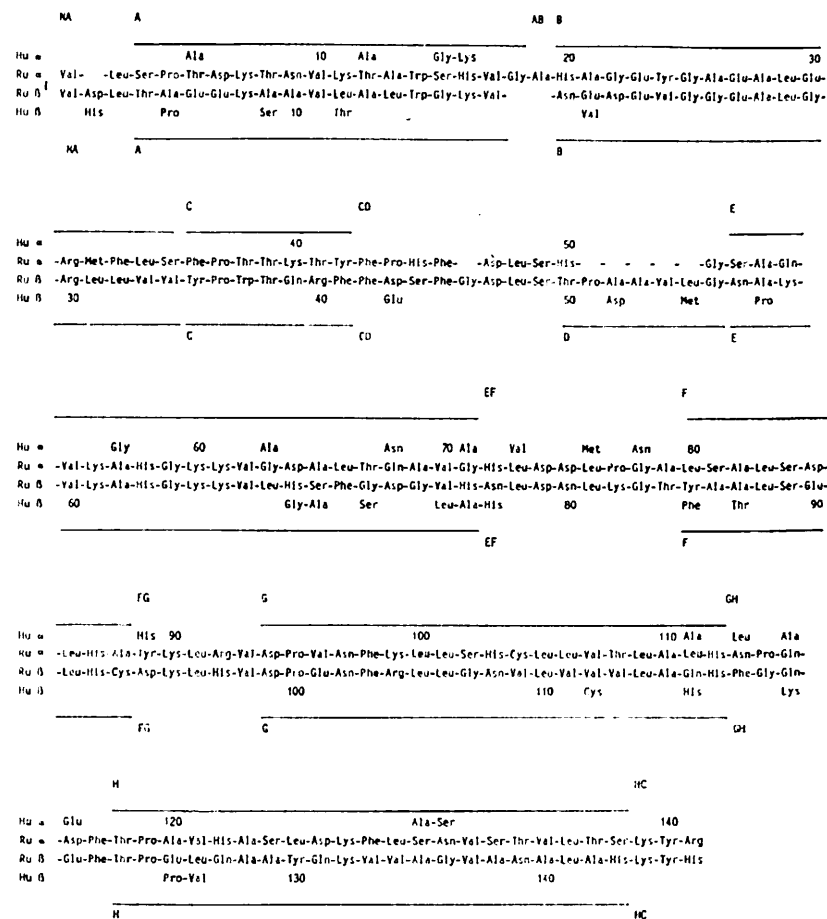 NA A AB B
Hu α Ala 10 Ala Gly-Lys 20 30
Ru α Val- -Leu-Ser-Pro-Thr-Asp-Lys-Thr-Asn-Val-Lys-Thr-Ala-Trp-Ser-His-Val-Gly-Ala-His-Ala-Gly-Glu-Tyr-Gly-Ala-Glu-Ala-Leu-Glu-
Ru ß Val-Asp-Leu-Thr-Ala-Glu-Glu-Lys-Ala-Ala-Val-Leu-Ala-Leu-Trp-Gly-Lys-Val- -Asn-Glu-Asp-Glu-Val-Gly-Gly-Glu-Ala-Leu-Gly-
Hu ß His Pro Ser 10 Thr Val
NA A B
C CD E
Hu α 40 50
Ru α -Arg-Met-Phe-Leu-Ser-Phe-Pro-Thr-Thr-Lys-Thr-Tyr-Phe-Pro-His-Phe- -Asp-Leu-Ser-His- - - - - -Gly-Ser-Ala-Gln-
Ru ß -Arg-Leu-Leu-Val-Val-Tyr-Pro-Trp-Thr-Gln-Arg-Phe-Phe-Asp-Ser-Phe-Gly-Asp-Leu-Ser-Thr-Pro-Ala-Ala-Val-Leu-Gly-Asn-Ala-Lys-
Hu ß 30 40 Glu 50 Asp Met Pro
C CD D E
EF F
Hu α Gly 60 Ala Asn 70 Ala Val Met Asn 80
Ru α -Val-Lys-Ala-His-Gly-Lys-Lys-Val-Gly-Asp-Ala-Leu-Thr-Gln-Ala-Val-Gly-His-Leu-Asp-Asp-Leu-Pro-Gly-Ala-Leu-Ser-Ala-Leu-Ser-Asp-
Ru ß -Val-Lys-Ala-His-Gly-Lys-Lys-Val-Leu-His-Ser-Phe-Gly-Asp-Gly-Val-His-Asn-Leu-Asp-Asn-Leu-Lys-Gly-Thr-Tyr-Ala-Ala-Leu-Ser-Glu-
Hu ß 60 Gly-Ala Ser Leu-Ala-His 80 Phe Thr 90
EF F
FG G GH
Hu α His 90 100 110 Ala Leu Ala
Ru α -Leu-His-Ala-Tyr-Lys-Leu-Arg-Val-Asp-Pro-Val-Asn-Phe-Lys-Leu-Leu-Ser-His-Cys-Leu-Leu-Val-Thr-Leu-Ala-Leu-His-Asn-Pro-Gln-
Ru ß -Leu-His-Cys-Asp-Lys-Leu-His-Val-Asp-Pro-Glu-Asn-Phe-Arg-Leu-Leu-Gly-Asn-Val-Leu-Val-Val-Val-Leu-Ala-Gln-His-Phe-Gly-Gln-
Hu ß 100 110 Cys His Lys
FG G GH
H HC
Hu α Glu 120 Ala-Ser 140
Ru α -Asp-Phe-Thr-Pro-Ala-Val-His-Ala-Ser-Leu-Asp-Lys-Phe-Leu-Ser-Asn-Val-Ser-Thr-Val-Leu-Thr-Ser-Lys-Tyr-Arg
Ru ß -Glu-Phe-Thr-Pro-Glu-Leu-Gln-Ala-Ala-Tyr-Gln-Lys-Val-Val-Ala-Gly-Val-Ala-Asn-Ala-Leu-Ala-His-Lys-Tyr-His
Hu ß Pro-Val 130 140
H HC